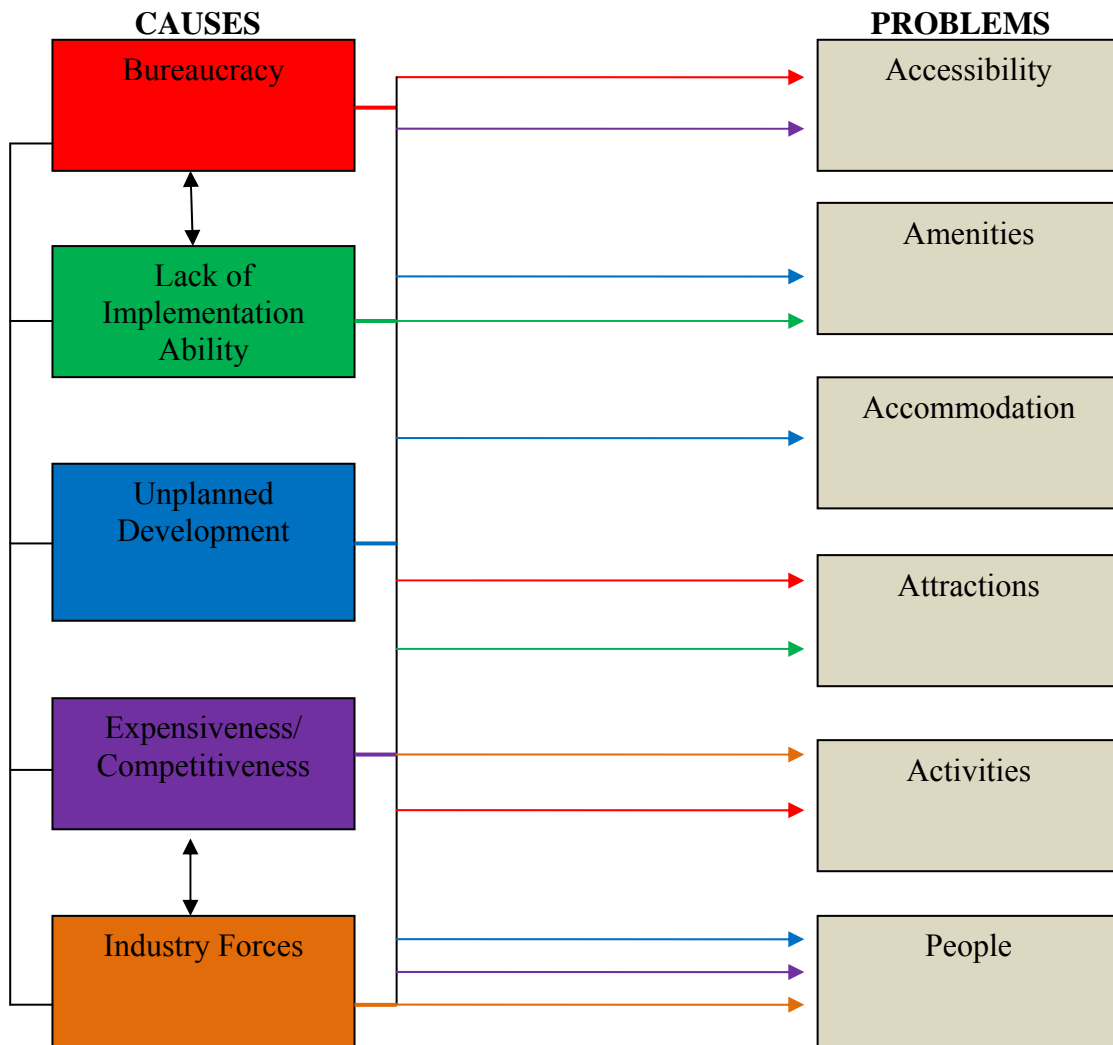 CAUSES
PROBLEMS
Bureaucracy
Accessibility
Lack of
Implementation
Ability
Amenities
Accommodation
Unplanned
Development
Attractions
Expensiveness/
Competitiveness
Activities
Industry Forces
People